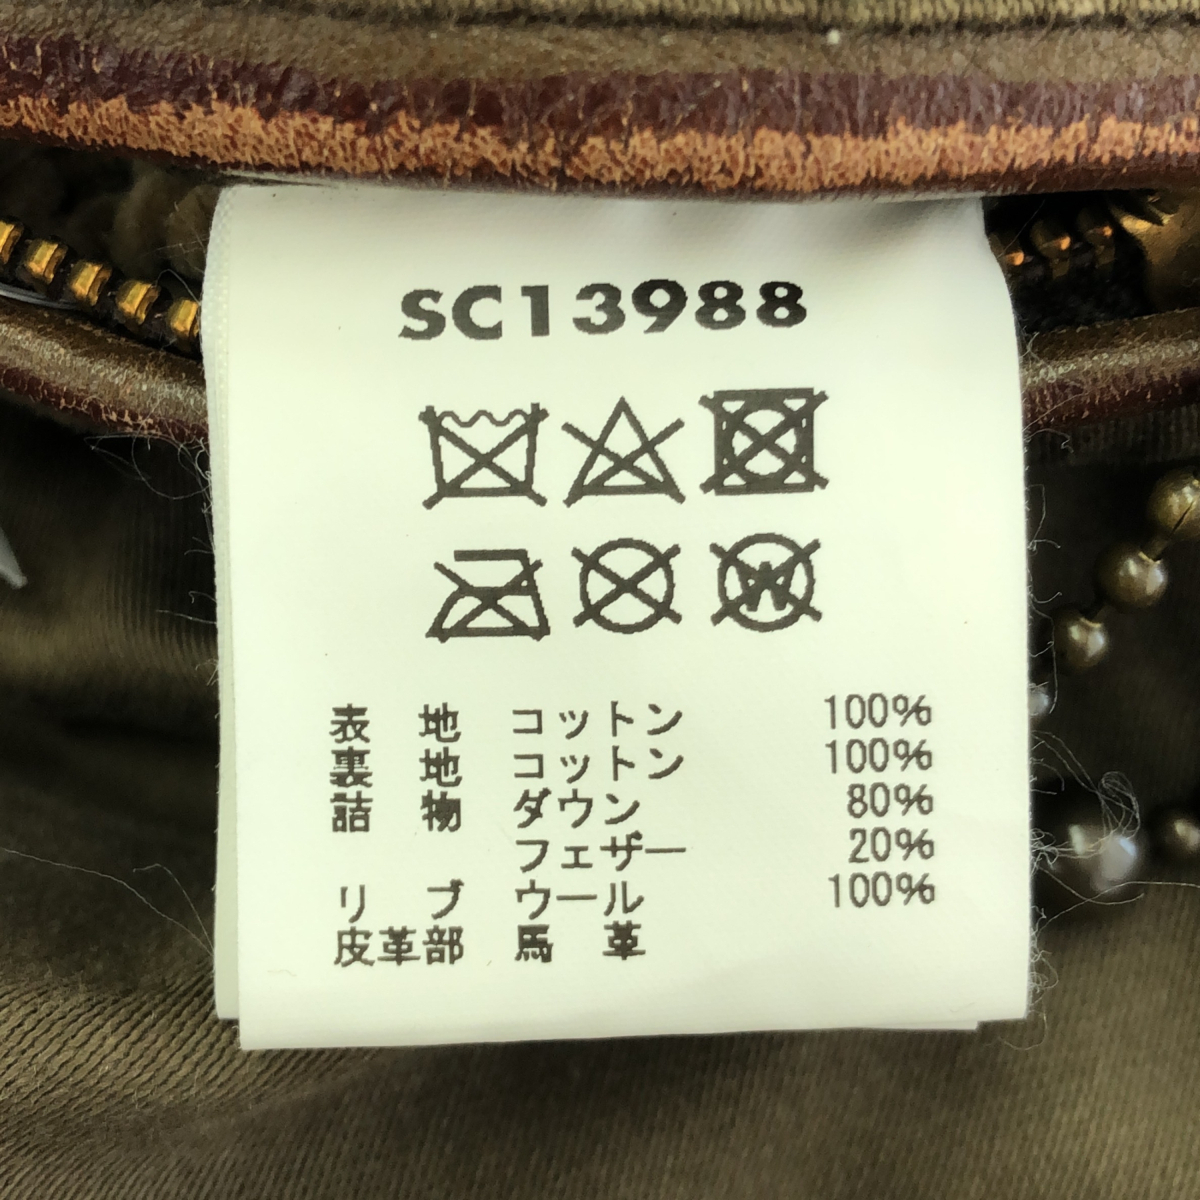 SC13988
W
表 地 コットン 100%
裏 地 コットン 100%
詰 物 ダウン 80%
フェザー 20%
リ ブ ウール 100%
皮革部 馬 革